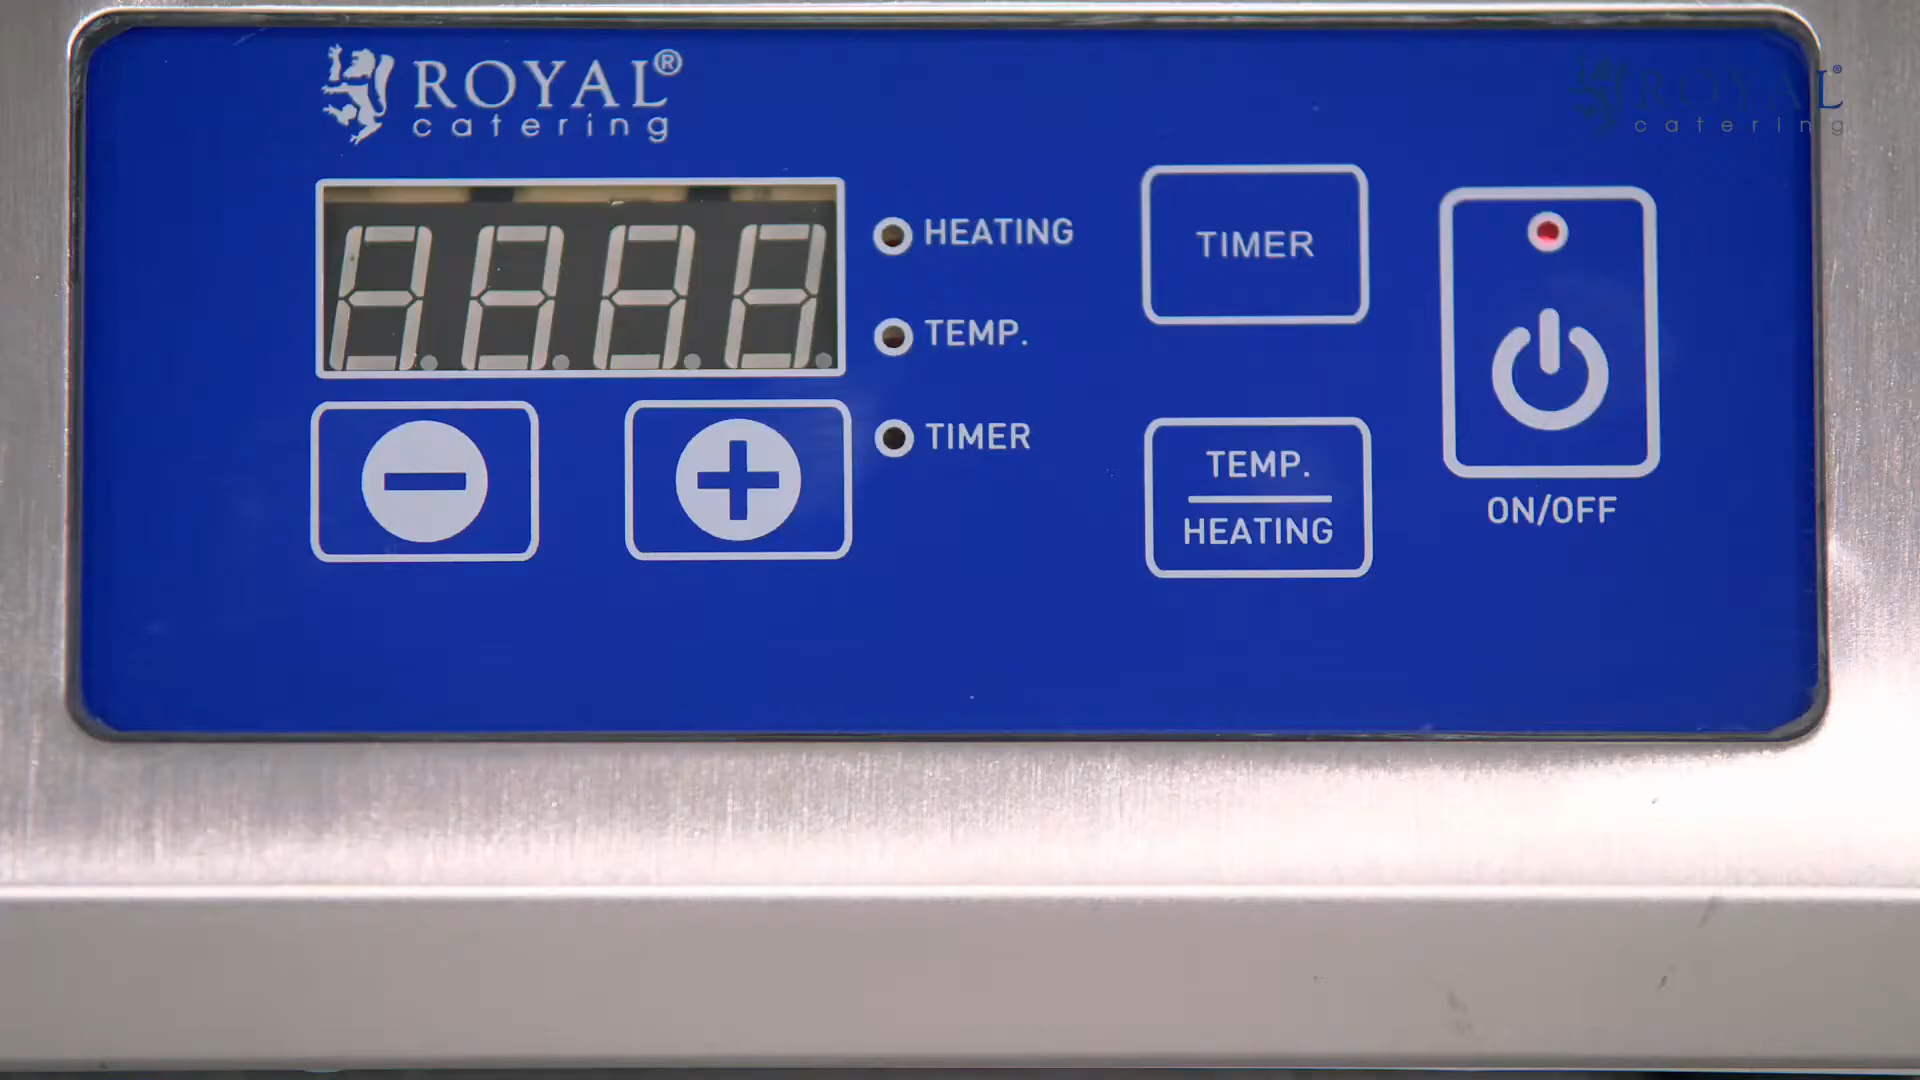 ROYAL®
catering
ROYAL®
catering
HEATING
TEMP.
TIMER
TIMER
TEMP.
HEATING
ON/OFF